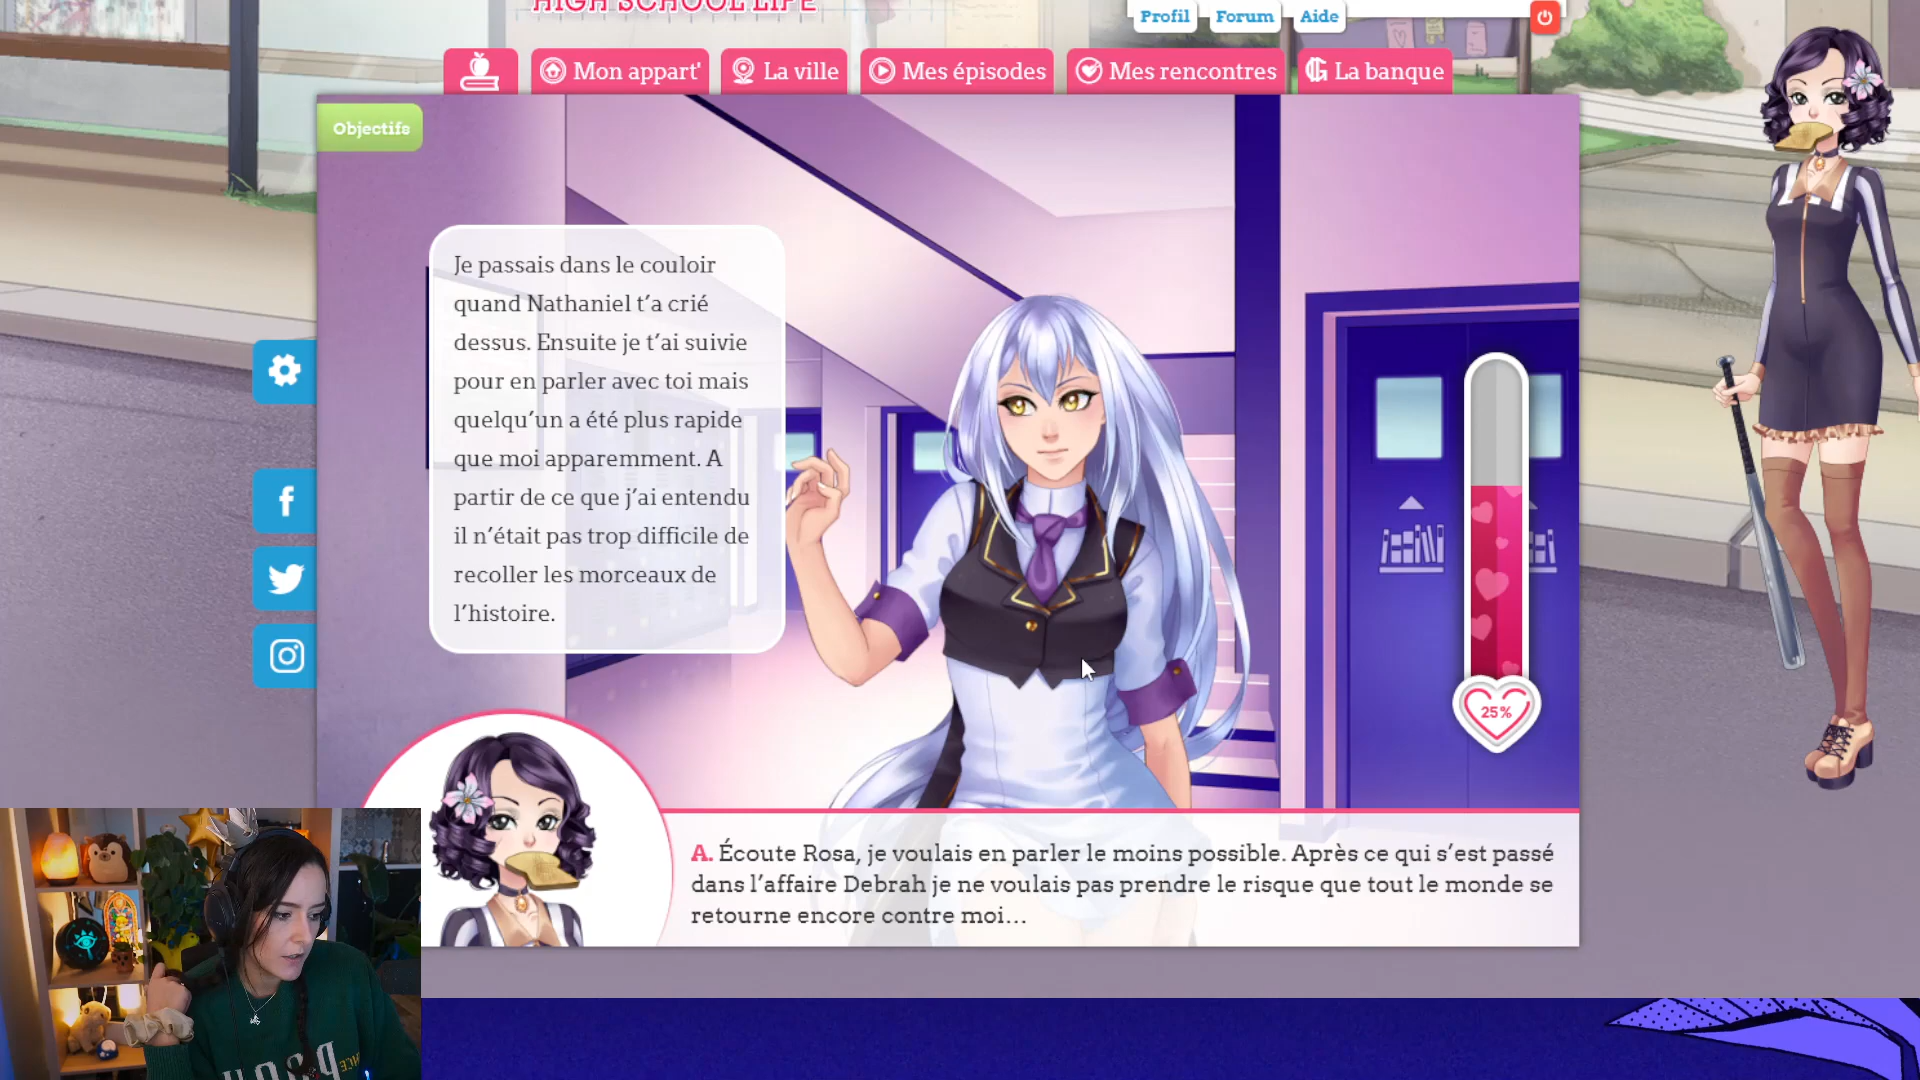 HIGH SCHOOL LIFE
Profil
Forum
Aide
Mon appart'
La ville
Mes épisodes
Mes rencontres
La banque
Objectifs
Je passais dans le couloir
quand Nathaniel t'a crié
dessus. Ensuite je t'ai suivie
pour en parler avec toi mais
quelqu'un a été plus rapide
que moi apparemment. A
partir de ce que j'ai entendu
il n'était pas trop difficile de
recoller les morceaux de
l'histoire.
25%
A. Écoute Rosa, je voulais en parler le moins possible. Après ce qui s'est passé
dans l'affaire Debrah je ne voulais pas prendre le risque que tout le monde se
retourne encore contre moi...